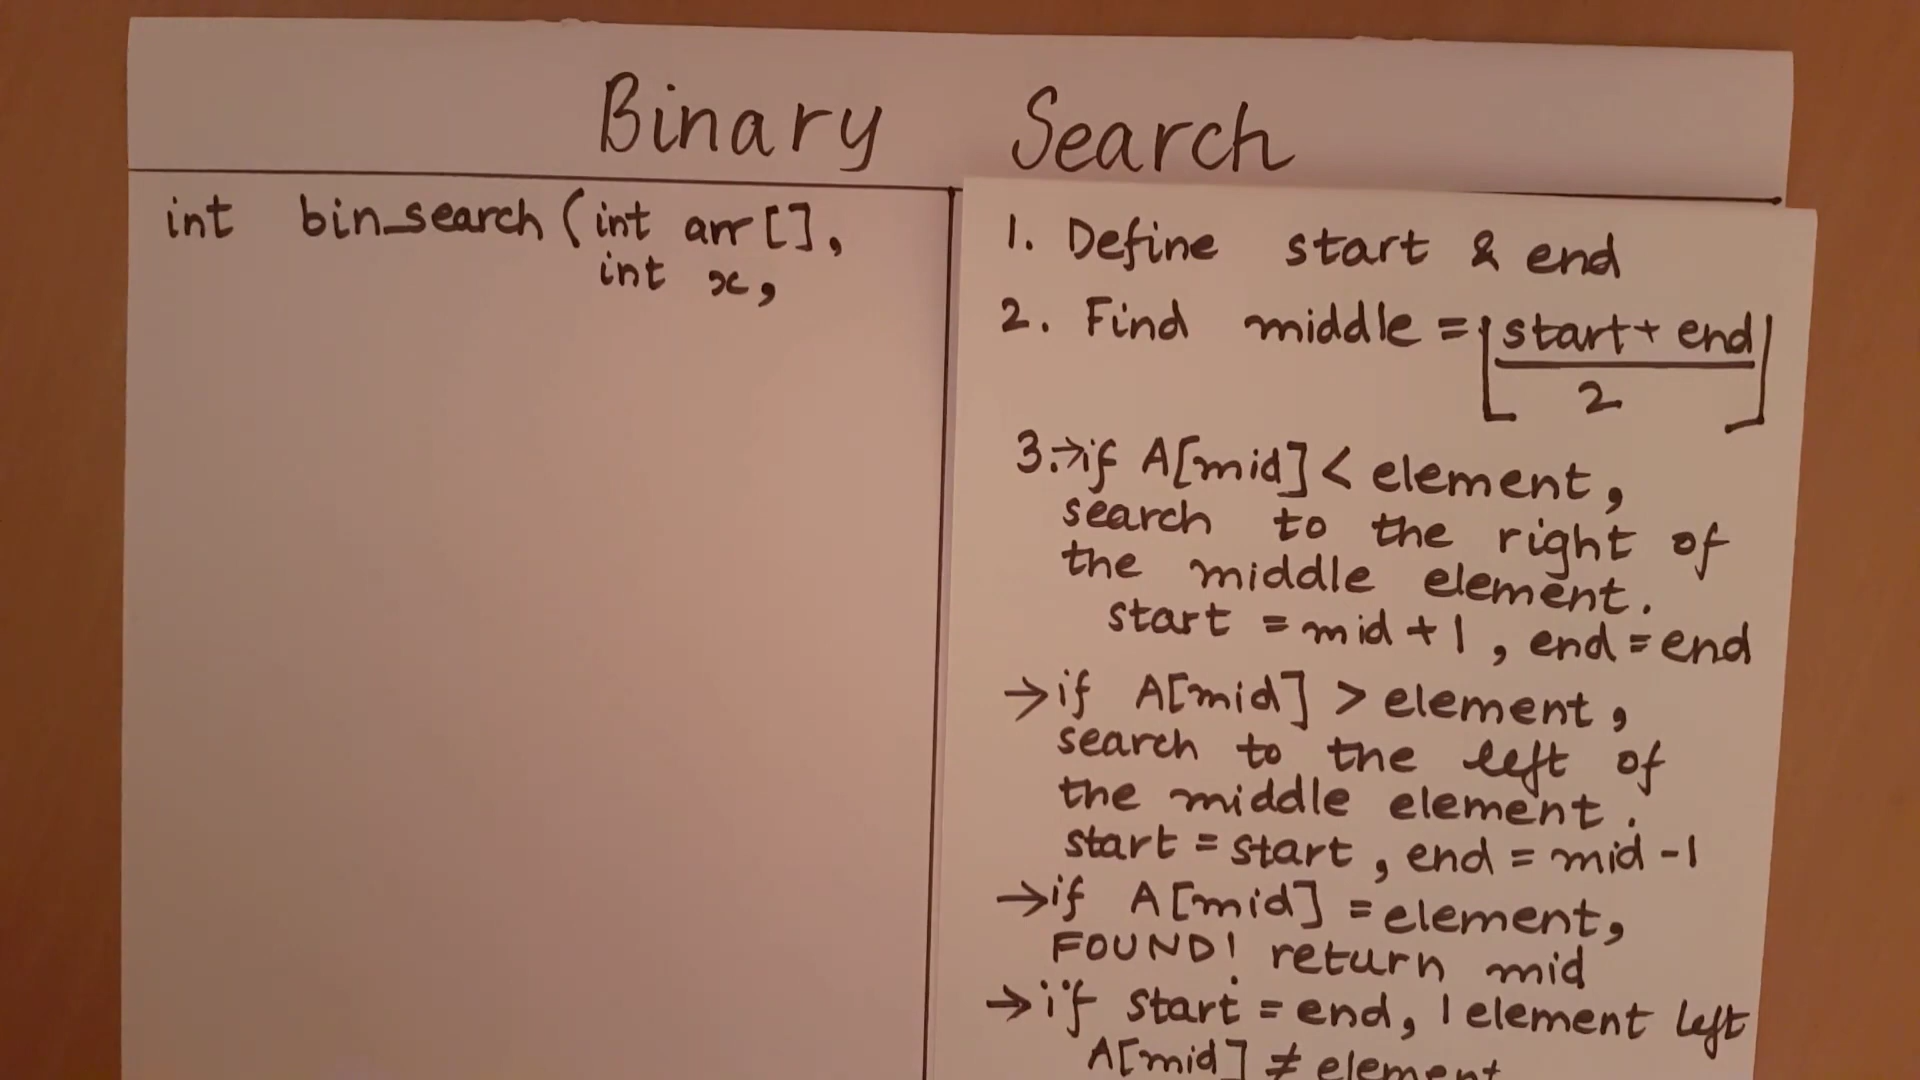 Binary Search
int bin_search (int arr[],
int x,
1. Define start & end
2. Find middle = ⌊start + end
2⌋
3.→if A[mid] < element,
search to the right of
the middle element.
start = mid + 1, end = end
→if A[mid] > element,
search to the left of
the middle element.
start = start, end = mid - 1
→if A[mid] = element,
FOUND! return mid
→if start = end, 1 element left
A[mid] ≠ element